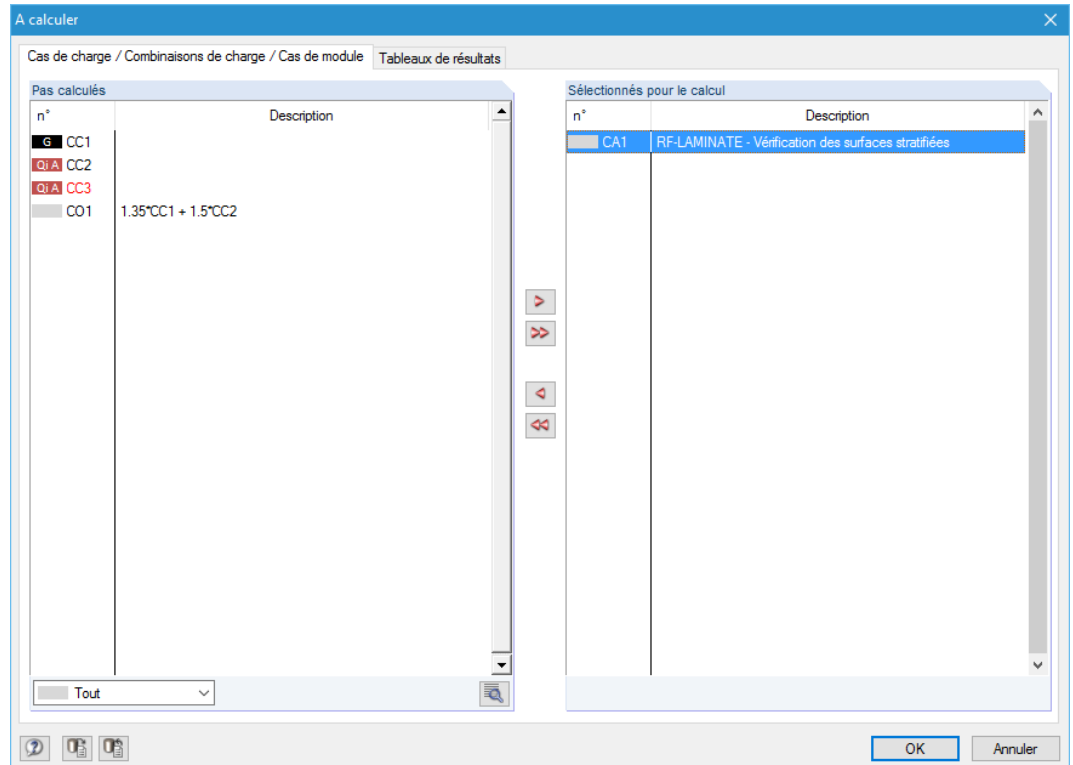 A calculer
Cas de charge / Combinaisons de charge / Cas de module Tableaux de résultats
Pas calculés
n° Description
G CC1
Qi A CC2
Qi A CC3
CO1 1.35*CC1 + 1.5*CC2
Tout
Sélectionnés pour le calcul
n° Description
CA1 RF-LAMINATE - Vérification des surfaces stratifiées
OK Annuler